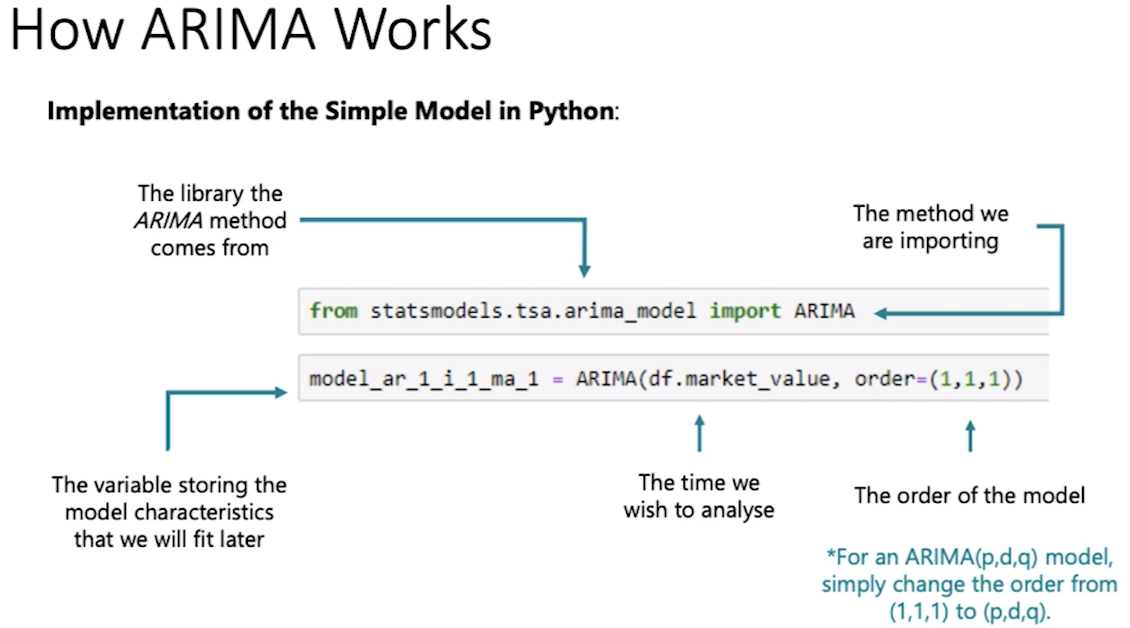 How ARIMA Works
Implementation of the Simple Model in Python:
The library the
ARIMA method
comes from
The method we
are importing
from statsmodels.tsa.arima_model import ARIMA
model_ar_1_i_1_ma_1 = ARIMA(df.market_value, order=(1,1,1))
The variable storing the
model characteristics
that we will fit later
The time we
wish to analyse
The order of the model
*For an ARIMA(p,d,q) model,
simply change the order from
(1,1,1) to (p,d,q).